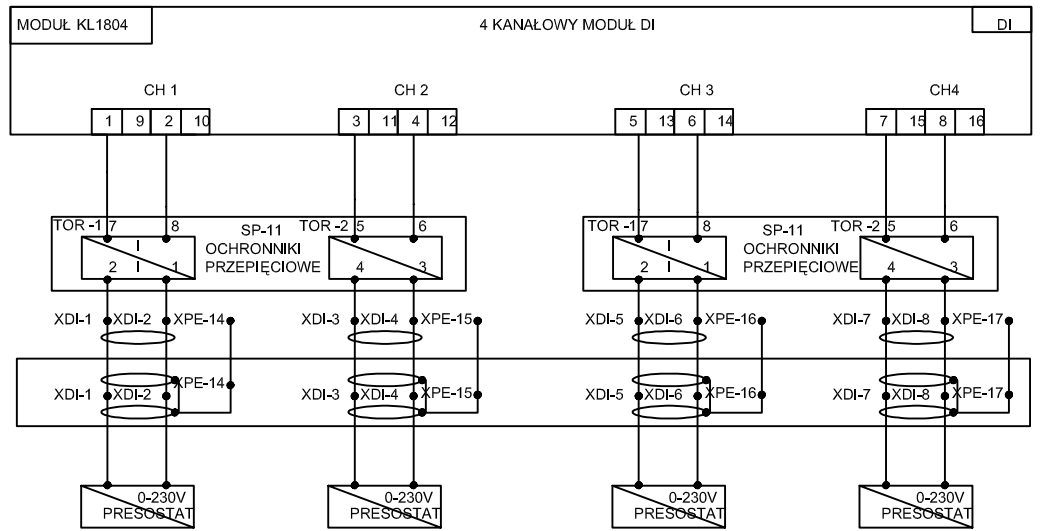 MODUŁ KL1804 4 KANAŁOWY MODUŁ DI DI
CH 1 CH 2 CH 3 CH4
1 9 2 10 3 11 4 12 5 13 6 14 7 15 8 16
TOR -1 7 8 SP-11 TOR -2 5 6 TOR -1 7 8 SP-11 TOR -2 5 6
I OCHRONNIKI I OCHRONNIKI
2 I 1 PRZEPIĘCIOWE 4 3 2 I 1 PRZEPIĘCIOWE 4 3
XDI-1 XDI-2 XPE-14 XDI-3 XDI-4 XPE-15 XDI-5 XDI-6 XPE-16 XDI-7 XDI-8 XPE-17
XDI-1 XDI-2 XPE-14 XDI-3 XDI-4 XPE-15 XDI-5 XDI-6 XPE-16 XDI-7 XDI-8 XPE-17
0-230V 0-230V 0-230V 0-230V
PRESOSTAT PRESOSTAT PRESOSTAT PRESOSTAT